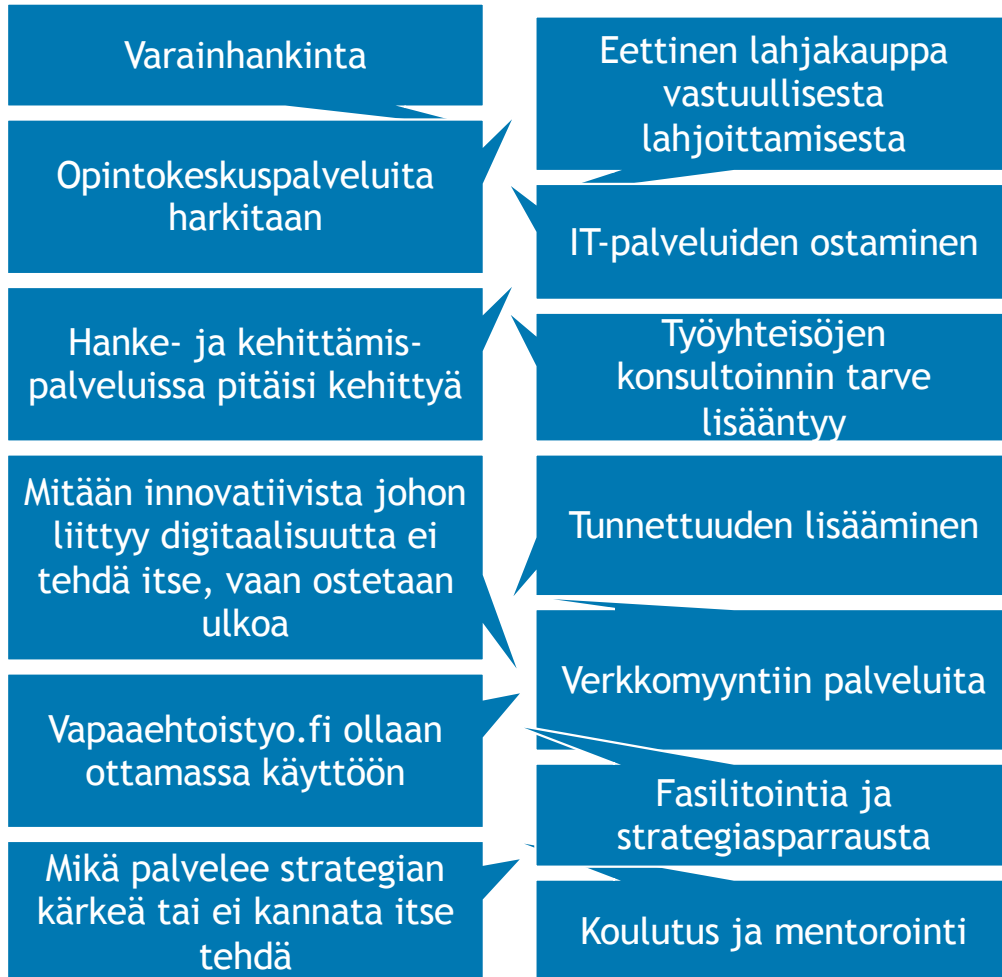 Varainhankinta
Opintokeskuspalveluita
harkitaan
Hanke- ja kehittämis-
palveluissa pitäisi kehittyä
Mitään innovatiivista johon
liittyy digitaalisuutta ei
tehdä itse, vaan ostetaan
ulkoa
Vapaaehtoistyo.fi ollaan
ottamassa käyttöön
Mikä palvelee strategian
kärkeä tai ei kannata itse
tehdä
Eettinen lahjakauppa
vastuullisesta
lahjoittamisesta
IT-palveluiden ostaminen
Työyhteisöjen
konsultoinnin tarve
lisääntyy
Tunnettuuden lisääminen
Verkkomyyntiin palveluita
Fasilitointia ja
strategiasparrausta
Koulutus ja mentorointi